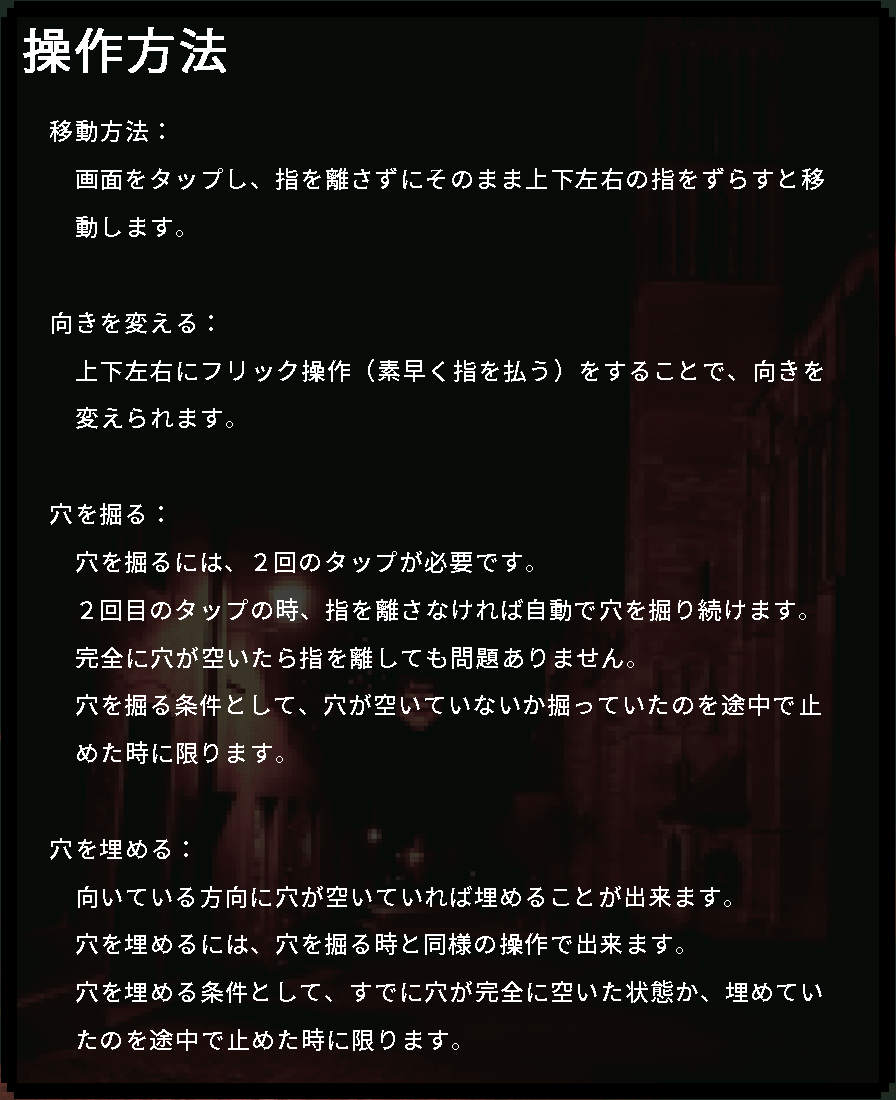 操作方法
移動方法：
画面をタップし、指を離さずにそのまま上下左右の指をずらすと移
動します。
向きを変える：
上下左右にフリック操作（素早く指を払う）をすることで、向きを
変えられます。
穴を掘る：
穴を掘るには、２回のタップが必要です。
２回目のタップの時、指を離さなければ自動で穴を掘り続けます。
完全に穴が空いたら指を離しても問題ありません。
穴を掘る条件として、穴が空いていないか掘っていたのを途中で止
めた時に限ります。
穴を埋める：
向いている方向に穴が空いていれば埋めることが出来ます。
穴を埋めるには、穴を掘る時と同様の操作で出来ます。
穴を埋める条件として、すでに穴が完全に空いた状態か、埋めてい
たのを途中で止めた時に限ります。